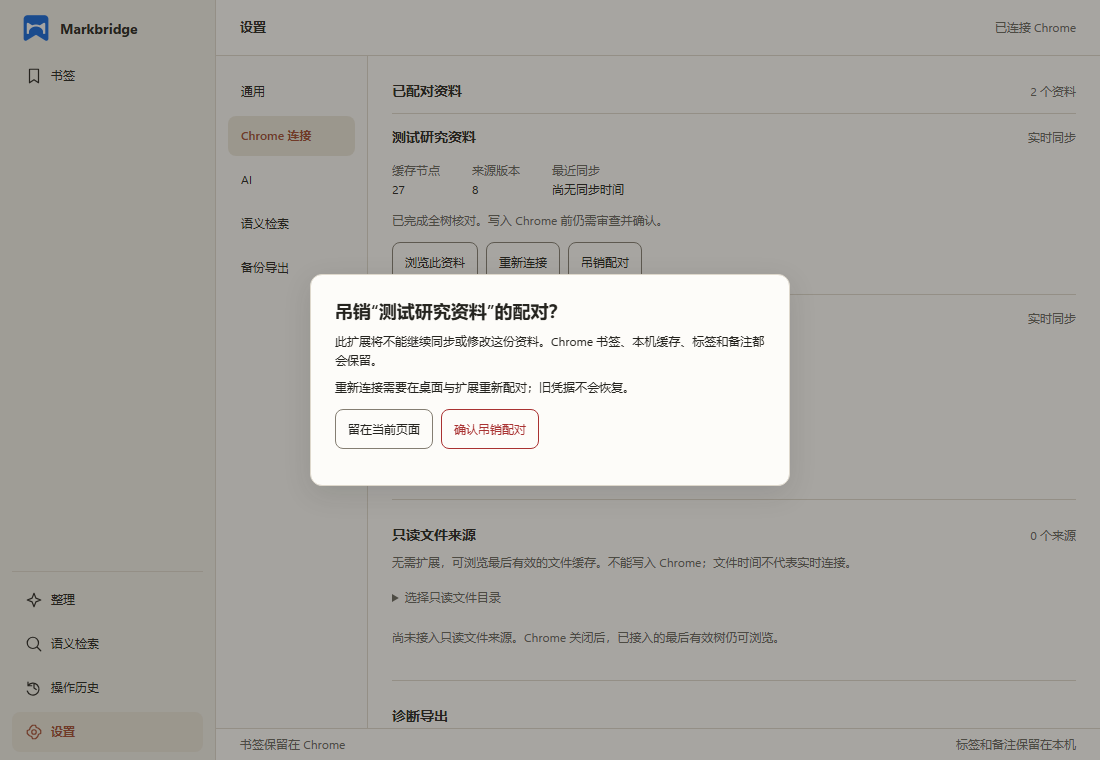 Markbridge
书签
整理
语义检索
操作历史
设置
设置
已连接 Chrome
通用
Chrome 连接
AI
语义检索
备份导出
已配对资料
2 个资料
测试研究资料
实时同步
缓存节点 来源版本 最近同步
27 8 尚无同步时间
已完成全树核对。写入 Chrome 前仍需审查并确认。
浏览此资料 重新连接 吊销配对
实时同步
吊销“测试研究资料”的配对？
此扩展将不能继续同步或修改这份资料。Chrome 书签、本机缓存、标签和备注都
会保留。
重新连接需要在桌面与扩展重新配对；旧凭据不会恢复。
留在当前页面 确认吊销配对
只读文件来源
0 个来源
无需扩展，可浏览最后有效的文件缓存。不能写入 Chrome；文件时间不代表实时连接。
选择只读文件目录
尚未接入只读文件来源。Chrome 关闭后，已接入的最后有效树仍可浏览。
诊断导出
书签保留在 Chrome
标签和备注保留在本机